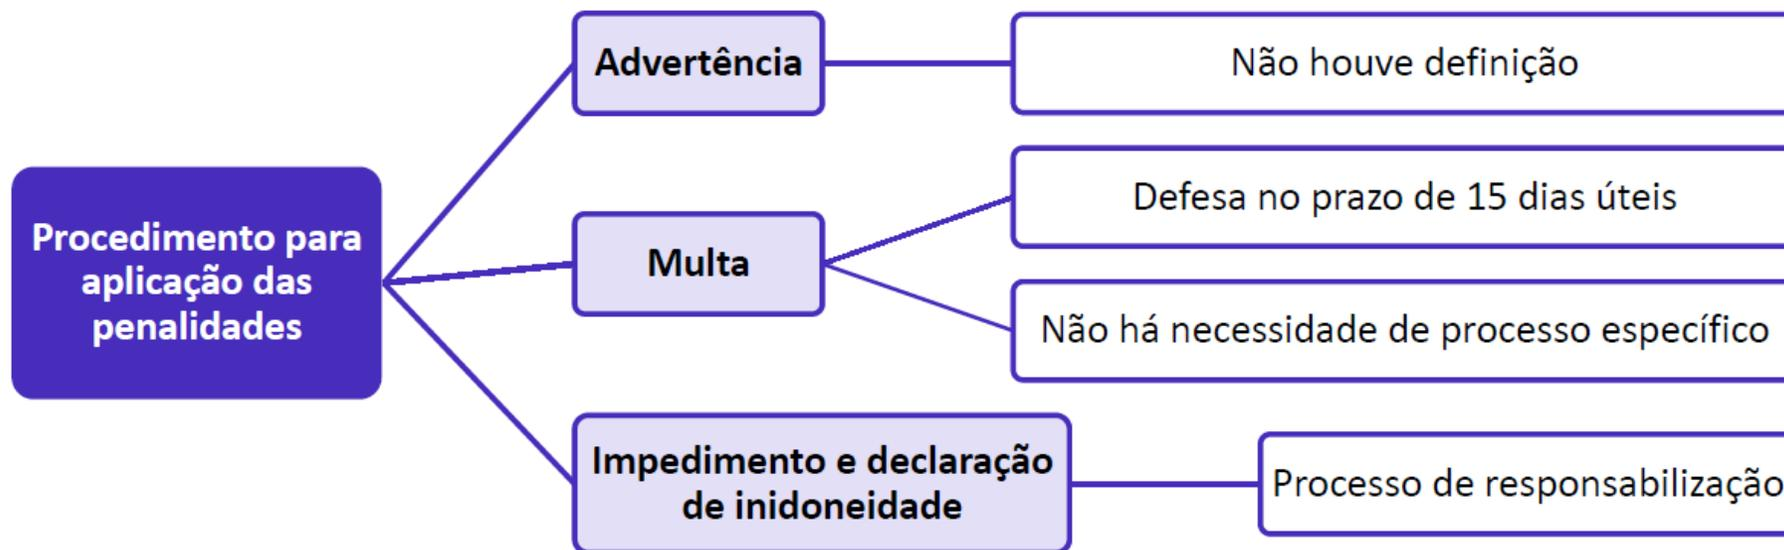 Procedimento para
aplicação das
penalidades
Advertência
Não houve definição
Multa
Defesa no prazo de 15 dias úteis
Não há necessidade de processo específico
Impedimento e declaração
de inidoneidade
Processo de responsabilização